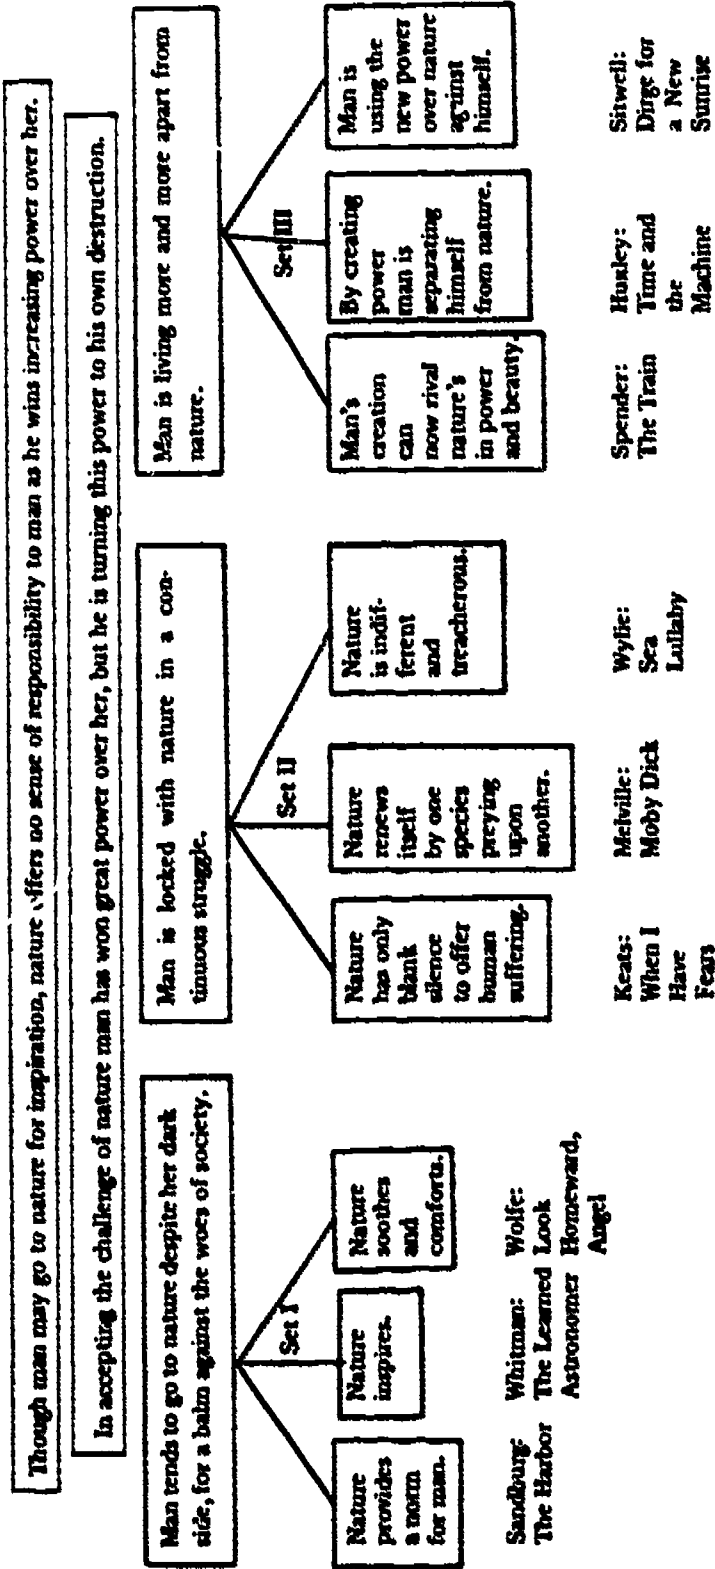 Though man may go to nature for inspiration, nature offers no sense of responsibility to man as he wins increasing power over her.
In accepting the challenge of nature man has won great power over her, but he is turning this power to his own destruction.
Man tends to go to nature despite her dark
side, for a balm against the woes of society.
Set I
Nature
provides
a norm
for man.
Nature
inspires.
Nature
soothes
and
comforts.
Sandburg:
The Harbor
Whitman:
The Learned
Astronomer
Wolfe:
Look
Homeward,
Angel
Man is locked with nature in a con-
tinuous struggle.
Set II
Nature
has only
blank
silence
to offer
human
suffering.
Nature
renews
itself
by one
species
preying
upon
another.
Nature
is indif-
ferent
and
treacherous.
Keats:
When I
Have
Fears
Melville:
Moby Dick
Wylie:
Sea
Lullaby
Man is living more and more apart from
nature.
Set III
Man's
creation
can
now rival
nature's
in power
and beauty.
By creating
power
man is
separating
himself
from nature.
Man is
using the
new power
over nature
against
himself.
Spender:
The Train
Huxley:
Time and
the
Machine
Sitwell:
Dirge for
a New
Sunrise